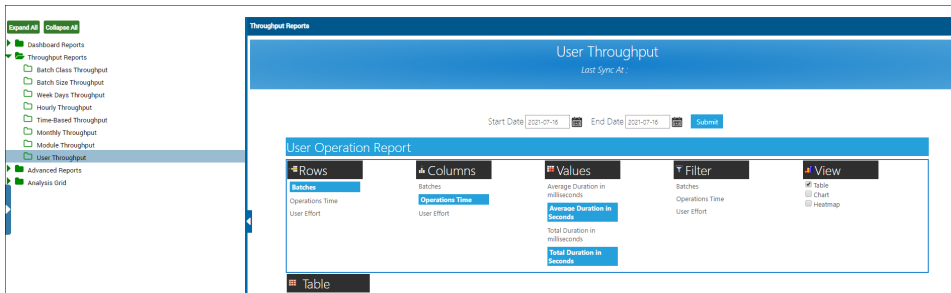 Expand All Collapse All
Dashboard Reports
Throughput Reports
Batch Class Throughput
Batch Size Throughput
Week Days Throughput
Hourly Throughput
Time-Based Throughput
Monthly Throughput
Module Throughput
User Throughput
Advanced Reports
Analysis Grid
Throughput Reports
User Throughput
Last Sync At :
Start Date 2021-07-16 End Date 2021-07-16 Submit
User Operation Report
Rows
Batches
Operations Time
User Effort
Columns
Batches
Operations Time
User Effort
Values
Average Duration in
milliseconds
Average Duration in
Seconds
Total Duration in
milliseconds
Total Duration in
Seconds
Filter
Batches
Operations Time
User Effort
View
Table
Chart
Heatmap
Table